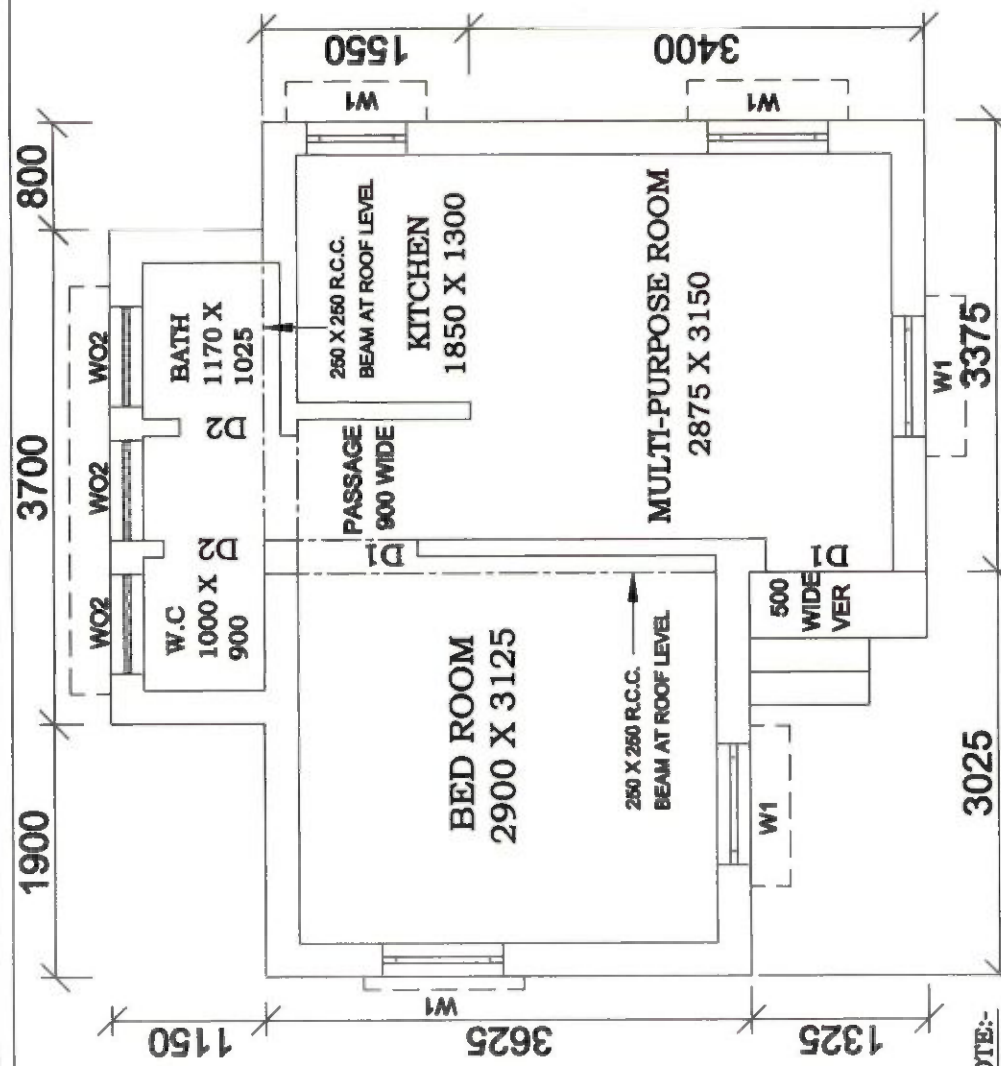 800
3700
1900
WO2
WO2
WO2
BATH
1170 X
1025
D2
D2
W.C
1000 X
900
1550
3400
W1
W1
250 X 250 R.C.C.
BEAM AT ROOF LEVEL
KITCHEN
1850 X 1300
PASSAGE
900 WIDE
MULTI-PURPOSE ROOM
2875 X 3150
D1
D1
BED ROOM
2900 X 3125
250 X 250 R.C.C.
BEAM AT ROOF LEVEL
500
WIDE
VER
W1
W1
W1
3375
3025
1150
3625
1325
OTE:-